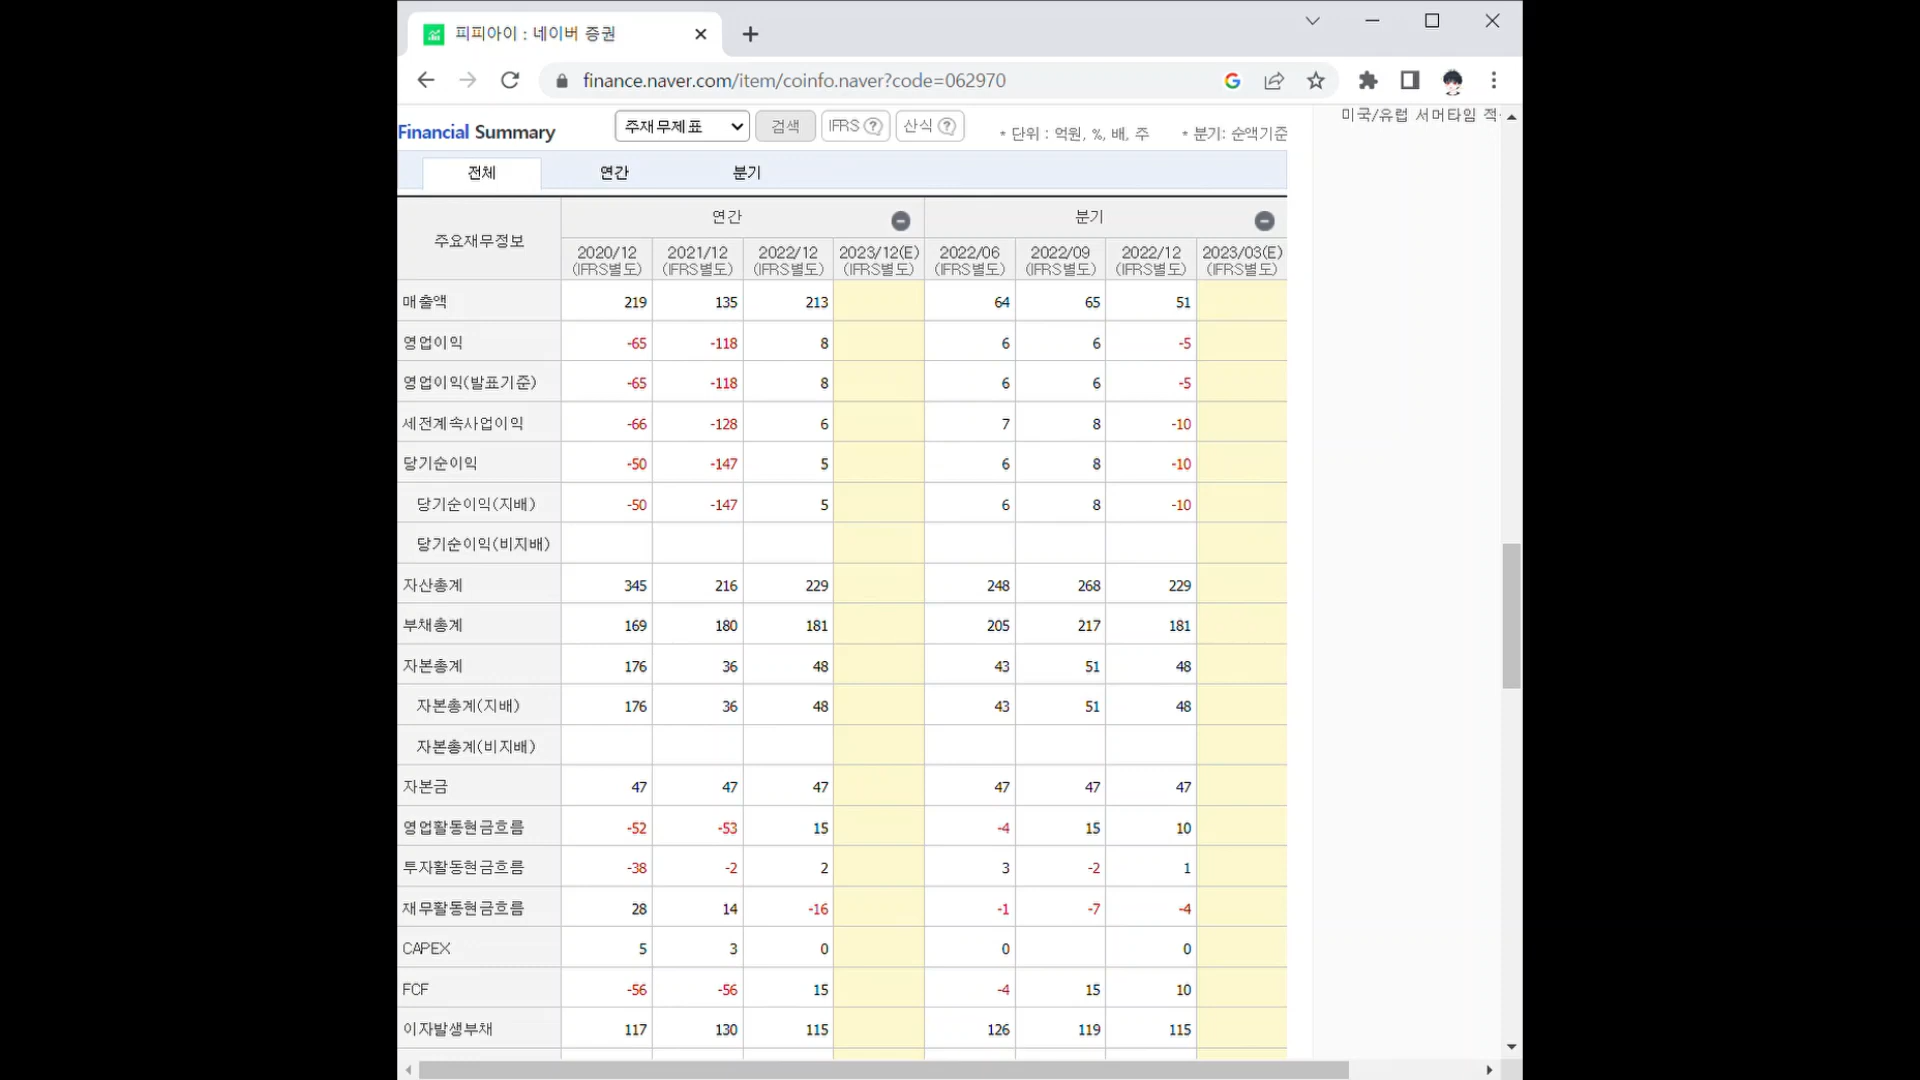 피피아이 : 네이버 증권
finance.naver.com/item/coinfo.naver?code=062970
미국/유럽 서머타임 적
Financial Summary 주재무제표 검색 IFRS ? 산식 ? * 단위 : 억원, %, 배, 주 * 분기: 순액기준
전체 연간 분기
주요재무정보 연간 분기
2020/12 2021/12 2022/12 2023/12(E) 2022/06 2022/09 2022/12 2023/03(E)
(IFRS별도) (IFRS별도) (IFRS별도) (IFRS별도) (IFRS별도) (IFRS별도) (IFRS별도) (IFRS별도)
매출액 219 135 213 64 65 51
영업이익 -65 -118 8 6 6 -5
영업이익(발표기준) -65 -118 8 6 6 -5
세전계속사업이익 -66 -128 6 7 8 -10
당기순이익 -50 -147 5 6 8 -10
당기순이익(지배) -50 -147 5 6 8 -10
당기순이익(비지배)
자산총계 345 216 229 248 268 229
부채총계 169 180 181 205 217 181
자본총계 176 36 48 43 51 48
자본총계(지배) 176 36 48 43 51 48
자본총계(비지배)
자본금 47 47 47 47 47 47
영업활동현금흐름 -52 -53 15 -4 15 10
투자활동현금흐름 -38 -2 2 3 -2 1
재무활동현금흐름 28 14 -16 -1 -7 -4
CAPEX 5 3 0 0 0
FCF -56 -56 15 -4 15 10
이자발생부채 117 130 115 126 119 115